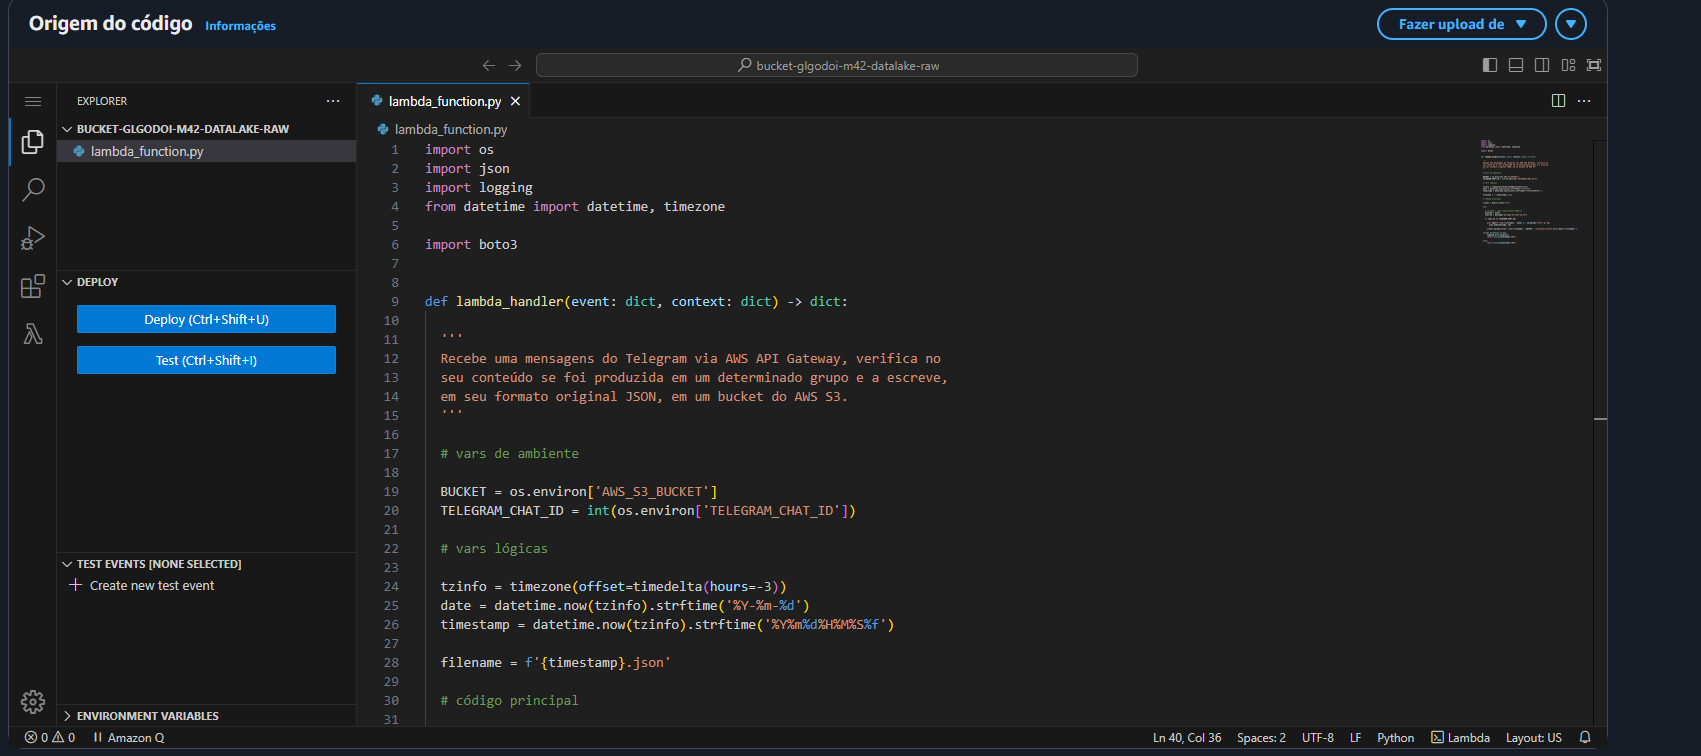 Origem do código Informações
Fazer upload de
bucket-glgodoi-m42-datalake-raw
EXPLORER
BUCKET-GLGODOI-M42-DATALAKE-RAW
lambda_function.py
DEPLOY
Deploy (Ctrl+Shift+U)
Test (Ctrl+Shift+I)
TEST EVENTS [NONE SELECTED]
Create new test event
ENVIRONMENT VARIABLES
lambda_function.py
lambda_function.py
1 import os
2 import json
3 import logging
4 from datetime import datetime, timezone
5
6 import boto3
7
8
9 def lambda_handler(event: dict, context: dict) -> dict:
10
11 '''
12 Recebe uma mensagens do Telegram via AWS API Gateway, verifica no
13 seu conteúdo se foi produzida em um determinado grupo e a escreve,
14 em seu formato original JSON, em um bucket do AWS S3.
15 '''
16
17 # vars de ambiente
18
19 BUCKET = os.environ['AWS_S3_BUCKET']
20 TELEGRAM_CHAT_ID = int(os.environ['TELEGRAM_CHAT_ID'])
21
22 # vars lógicas
23
24 tzinfo = timezone(offset=timedelta(hours=-3))
25 date = datetime.now(tzinfo).strftime('%Y-%m-%d')
26 timestamp = datetime.now(tzinfo).strftime('%Y%m%d%H%M%S%f')
27
28 filename = f'{timestamp}.json'
29
30 # código principal
31
0 0 Amazon Q
Ln 40, Col 36 Spaces: 2 UTF-8 LF Python Lambda Layout: US